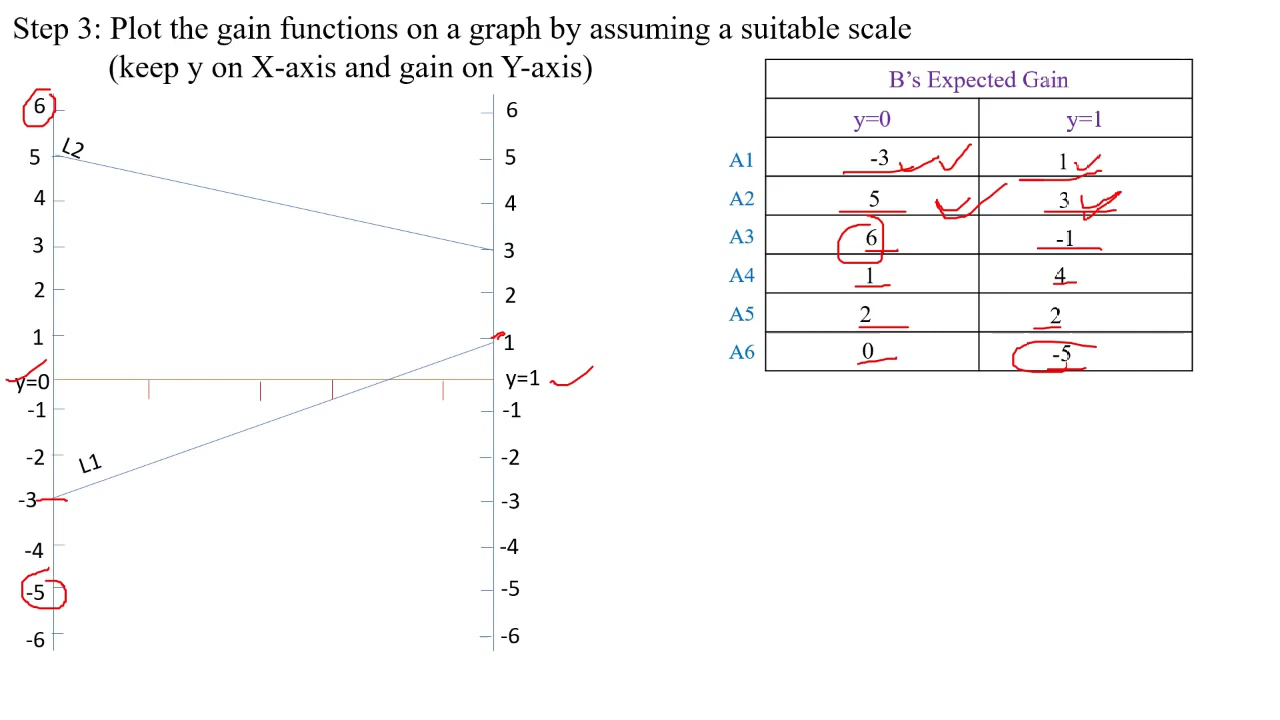 Step 3: Plot the gain functions on a graph by assuming a suitable scale
(keep y on X-axis and gain on Y-axis)
B's Expected Gain
y=0 y=1
A1 -3 1
A2 5 3
A3 6 -1
A4 1 4
A5 2 2
A6 0 -5
6 6
L2
5 5
4 4
3 3
2 2
1 1
y=0 y=1
-1 -1
-2 -2
L1
-3 -3
-4 -4
-5 -5
-6 -6